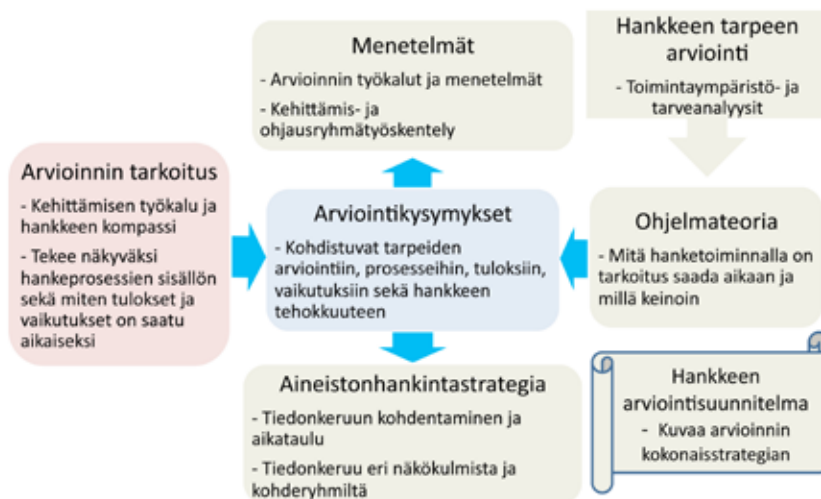 Menetelmät
- Arvioinnin työkalut ja menetelmät
- Kehittämis- ja
ohjausryhmätyöskentely
Hankkeen tarpeen
arviointi
- Toimintaympäristö- ja
tarveanalyysit
Arvioinnin tarkoitus
- Kehittämisen työkalu ja
hankkeen kompassi
- Tekee näkyväksi
hankeprosessien sisällön
sekä miten tulokset ja
vaikutukset on saatu
aikaiseksi
Arviointikysymykset
- Kohdistuvat tarpeiden
arviointiin, prosesseihin, tuloksiin,
vaikutuksiin sekä hankkeen
tehokkuuteen
Ohjelmateoria
- Mitä hanketoiminnalla on
tarkoitus saada aikaan ja
millä keinoin
Aineistonhankintastrategia
- Tiedonkeruun kohdentaminen ja
aikataulu
- Tiedonkeruu eri näkökulmista ja
kohderyhmiltä
Hankkeen
arviointisuunnitelma
- Kuvaa arvioinnin
kokonaisstrategian